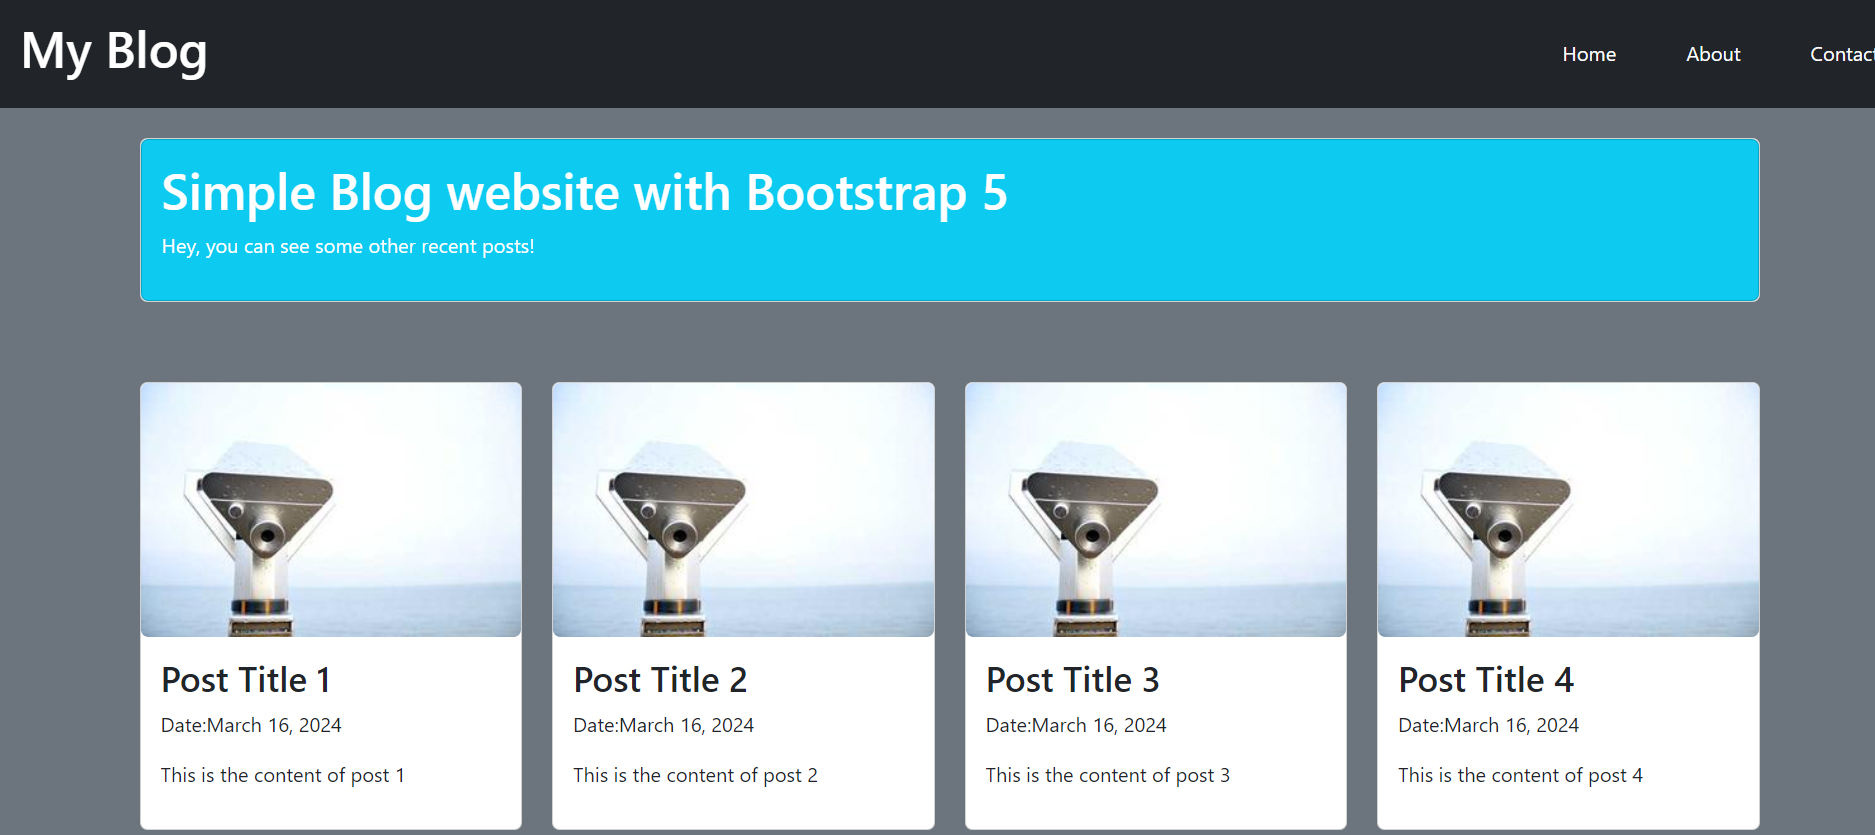 My Blog
Home About Contact
Simple Blog website with Bootstrap 5
Hey, you can see some other recent posts!
Post Title 1
Date:March 16, 2024
This is the content of post 1
Post Title 2
Date:March 16, 2024
This is the content of post 2
Post Title 3
Date:March 16, 2024
This is the content of post 3
Post Title 4
Date:March 16, 2024
This is the content of post 4